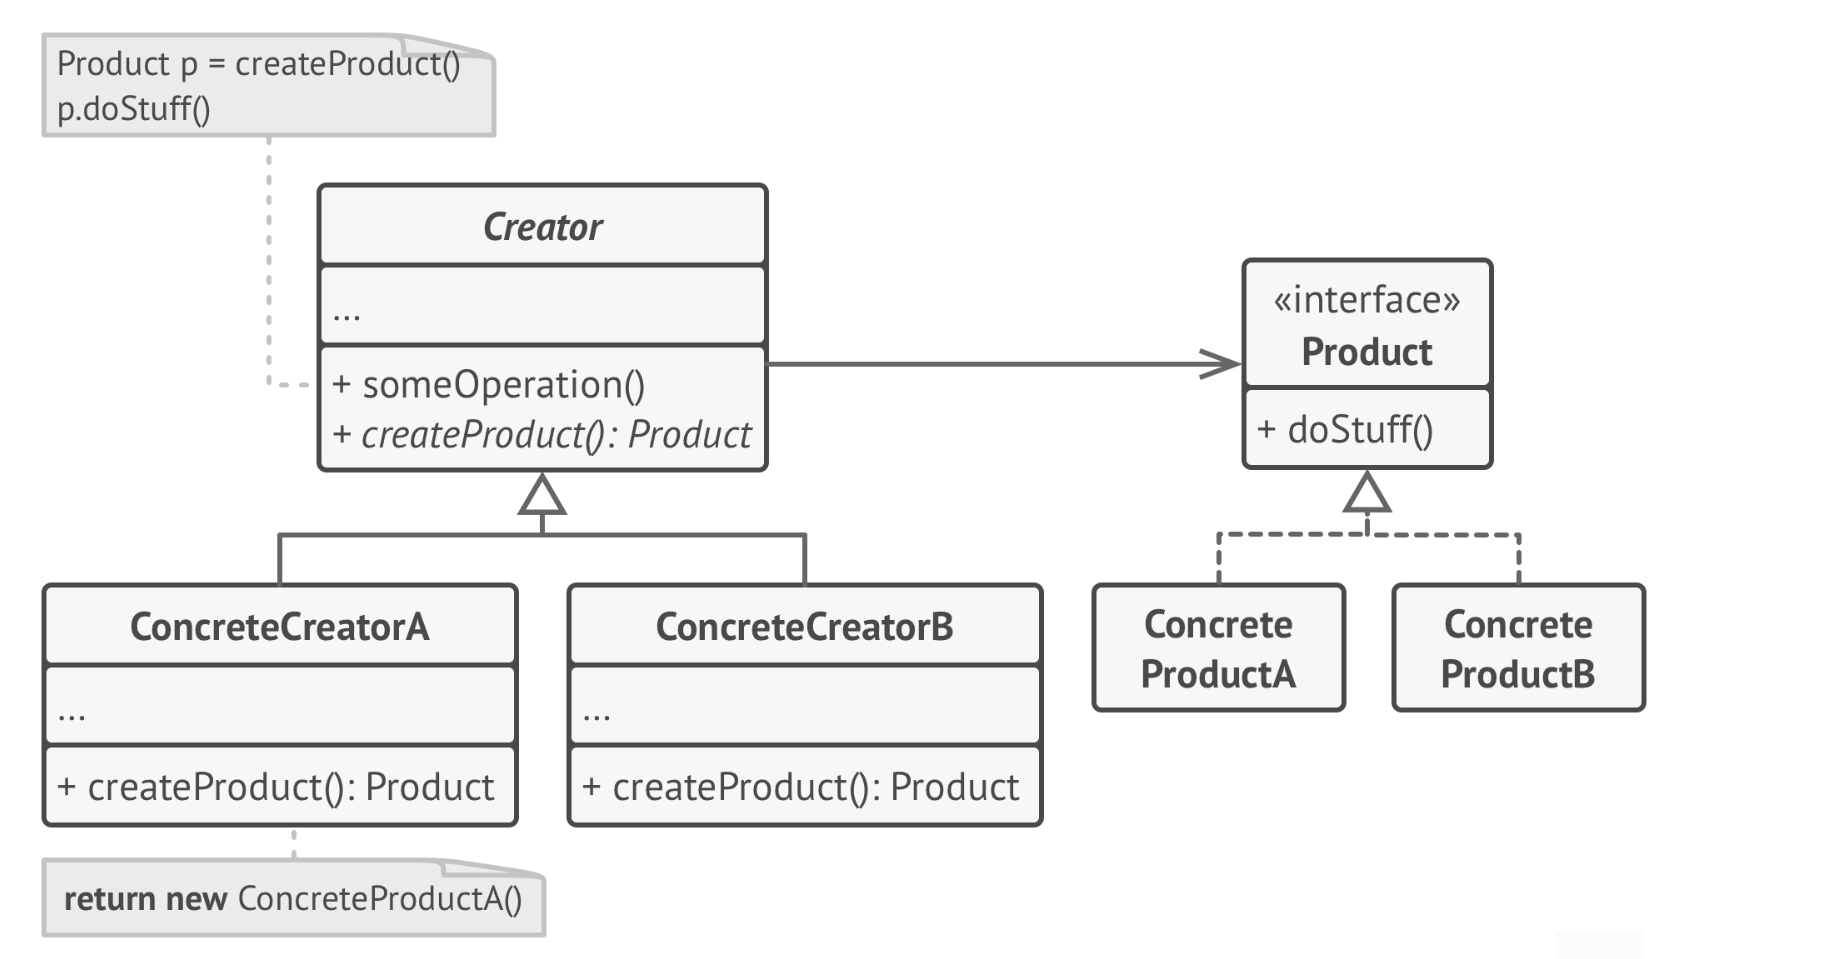 Product p = createProduct()
p.doStuff()
Creator
...
+ someOperation()
+ createProduct(): Product
«interface»
Product
+ doStuff()
ConcreteCreatorA
...
+ createProduct(): Product
ConcreteCreatorB
...
+ createProduct(): Product
Concrete
ProductA
Concrete
ProductB
return new ConcreteProductA()